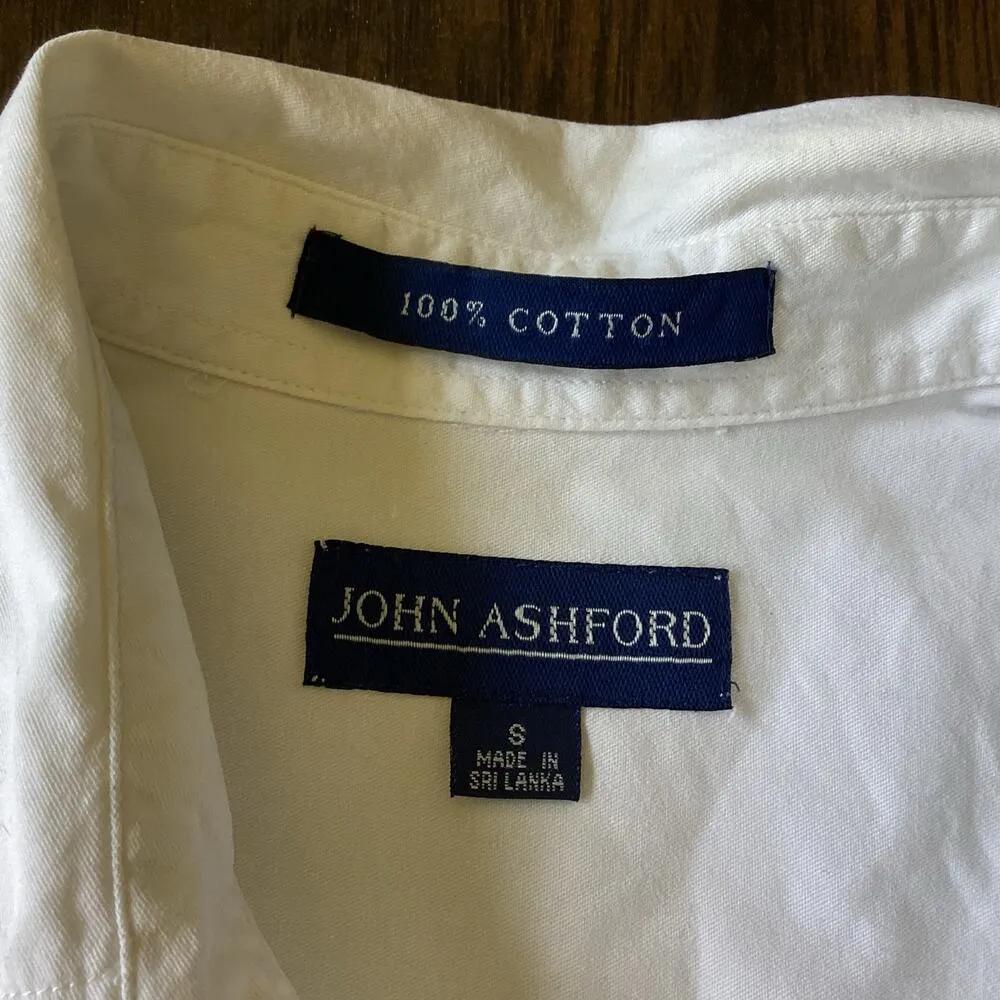 100% COTTON
JOHN ASHFORD
S
MADE IN
SRI LANKA